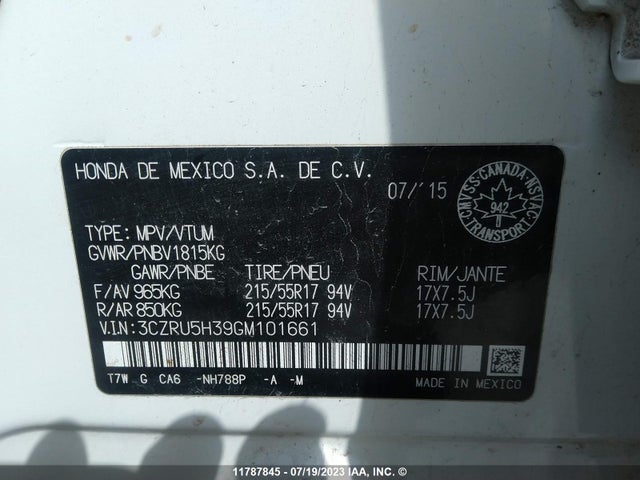 HONDA DE MEXICO S.A. DE C.V.
07/'15
CMVSS·CANADA·NSVAC
942
TRANSPORT
TYPE: MPV/VTUM
GVWR/PNBV1815KG
GAWR/PNBE TIRE/PNEU RIM/JANTE
F/AV 965KG 215/55R17 94V 17X7.5J
R/AR 850KG 215/55R17 94V 17X7.5J
V.I.N: 3CZRU5H39GM101661
T7W G CA6 -NH788P -A -M MADE IN MEXICO
11787845 - 07/19/2023 IAA, Inc. ©